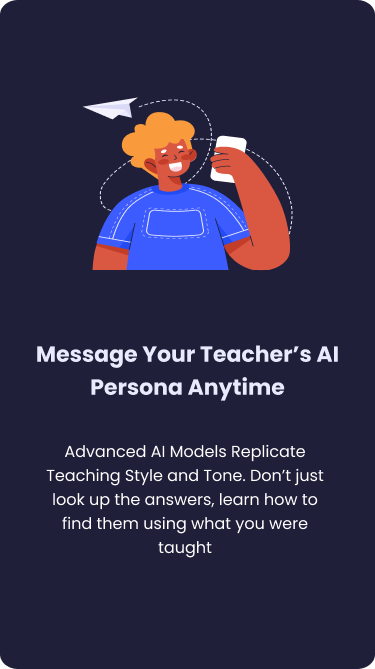 Message Your Teacher’s AI
Persona Anytime
Advanced AI Models Replicate
Teaching Style and Tone. Don’t just
look up the answers, learn how to
find them using what you were
taught